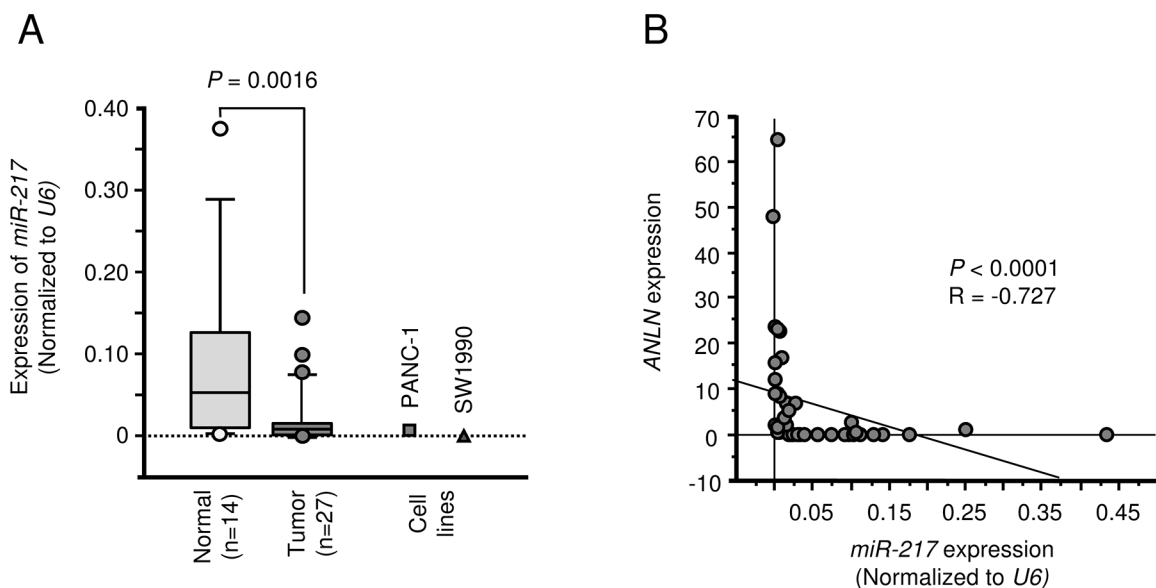 A
P = 0.0016
Expression of miR-217
(Normalized to U6)
0.40
0.30
0.20
0.10
0
PANC-1
SW1990
Normal
(n=14)
Tumor
(n=27)
Cell
lines
B
ANLN expression
70
60
50
40
30
20
10
0
-10
P < 0.0001
R = -0.727
0.05
0.15
0.25
0.35
0.45
miR-217 expression
(Normalized to U6)